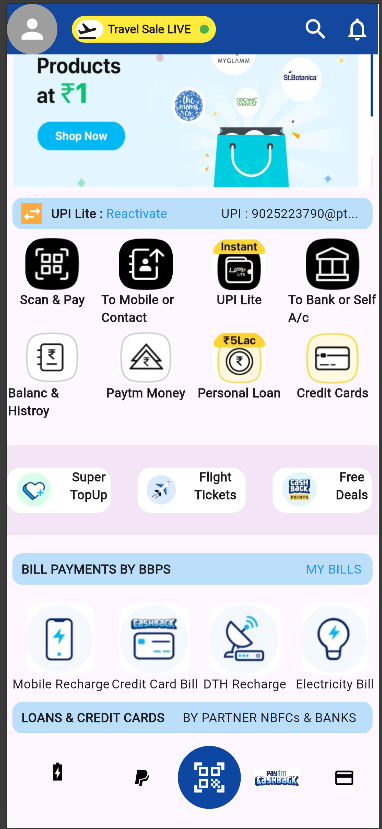 Travel Sale LIVE
Products
at ₹1
MYGLAMM
St.Botanica
the moms co.
ORGANIC HARVEST
Shop Now
UPI Lite : Reactivate UPI : 9025223790@pt...
Instant
UPI LITE
Scan & Pay To Mobile or Contact UPI Lite To Bank or Self A/c
₹5Lac
Balanc & Histroy Paytm Money Personal Loan Credit Cards
Super TopUp
Flight Tickets
CASH BACK POINTS
Free Deals
BILL PAYMENTS BY BBPS MY BILLS
CASHBACK
Mobile Recharge Credit Card Bill DTH Recharge Electricity Bill
LOANS & CREDIT CARDS BY PARTNER NBFCs & BANKS
PAYTM CASHBACK